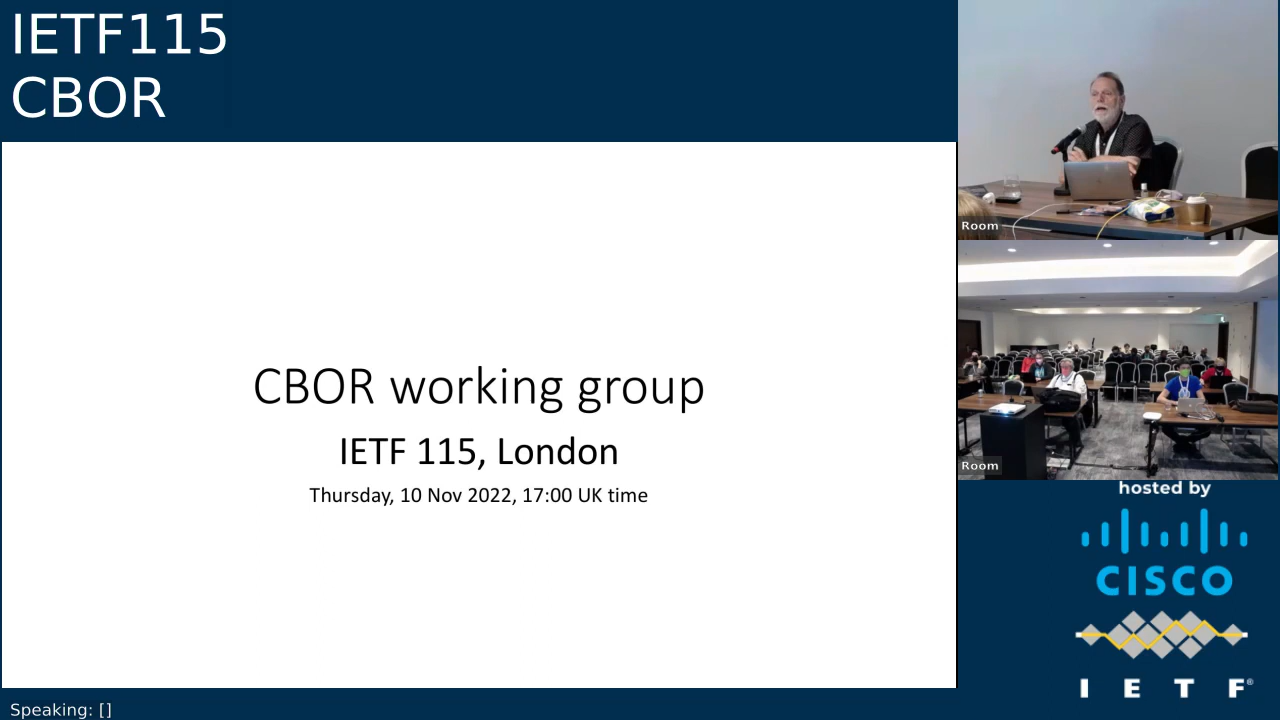 IETF115
CBOR
CBOR working group
IETF 115, London
Thursday, 10 Nov 2022, 17:00 UK time
Room
Room
hosted by
CISCO
I E T F®
Speaking: []